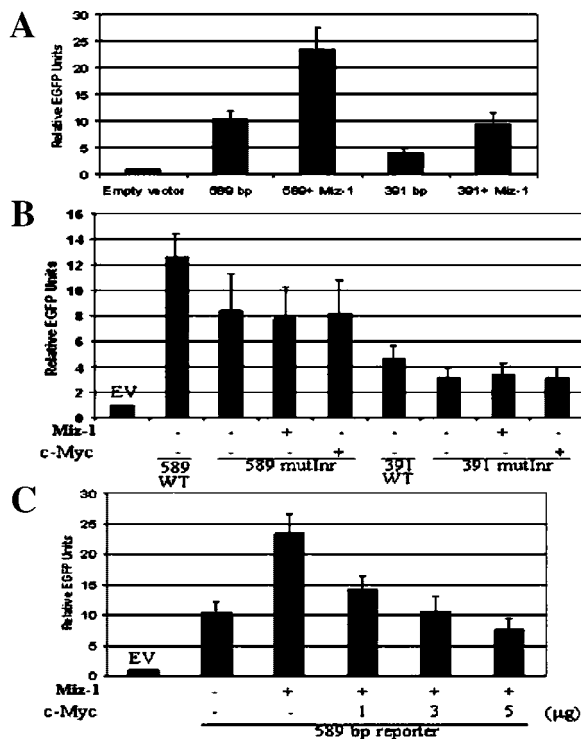 A
Relative EGFP Units
30
25
20
15
10
5
0
Empty vector 589 bp 589+ Miz-1 391 bp 391+ Miz-1
B
Relative EGFP Units
16
14
12
10
8
6
4
2
0
EV
Miz-1 - - + - - - + -
c-Myc - - - + - - - +
589 WT 589 mutInr 391 WT 391 mutInr
C
Relative EGFP Units
30
25
20
15
10
5
0
EV
Miz-1 - + + + +
c-Myc - - 1 3 5 (µg)
589 bp reporter